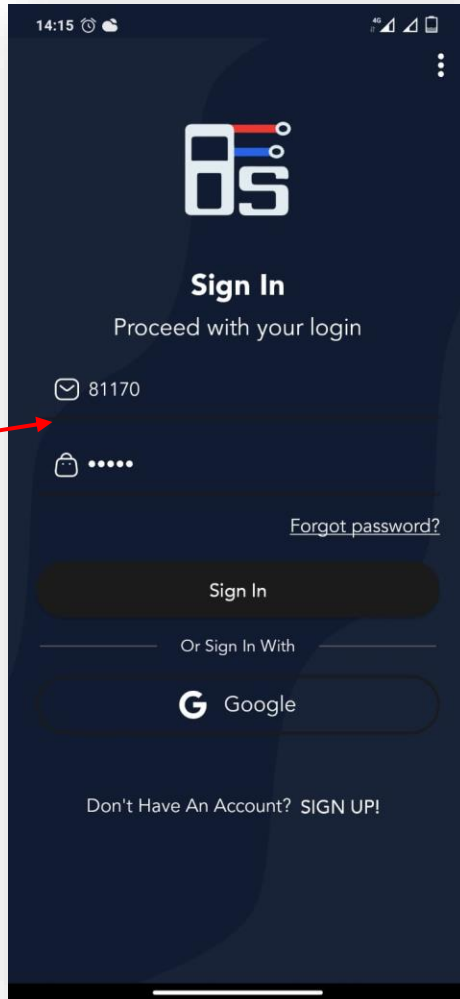 14:15
4G
S
Sign In
Proceed with your login
81170
•••••
Forgot password?
Sign In
Or Sign In With
G Google
Don't Have An Account? SIGN UP!